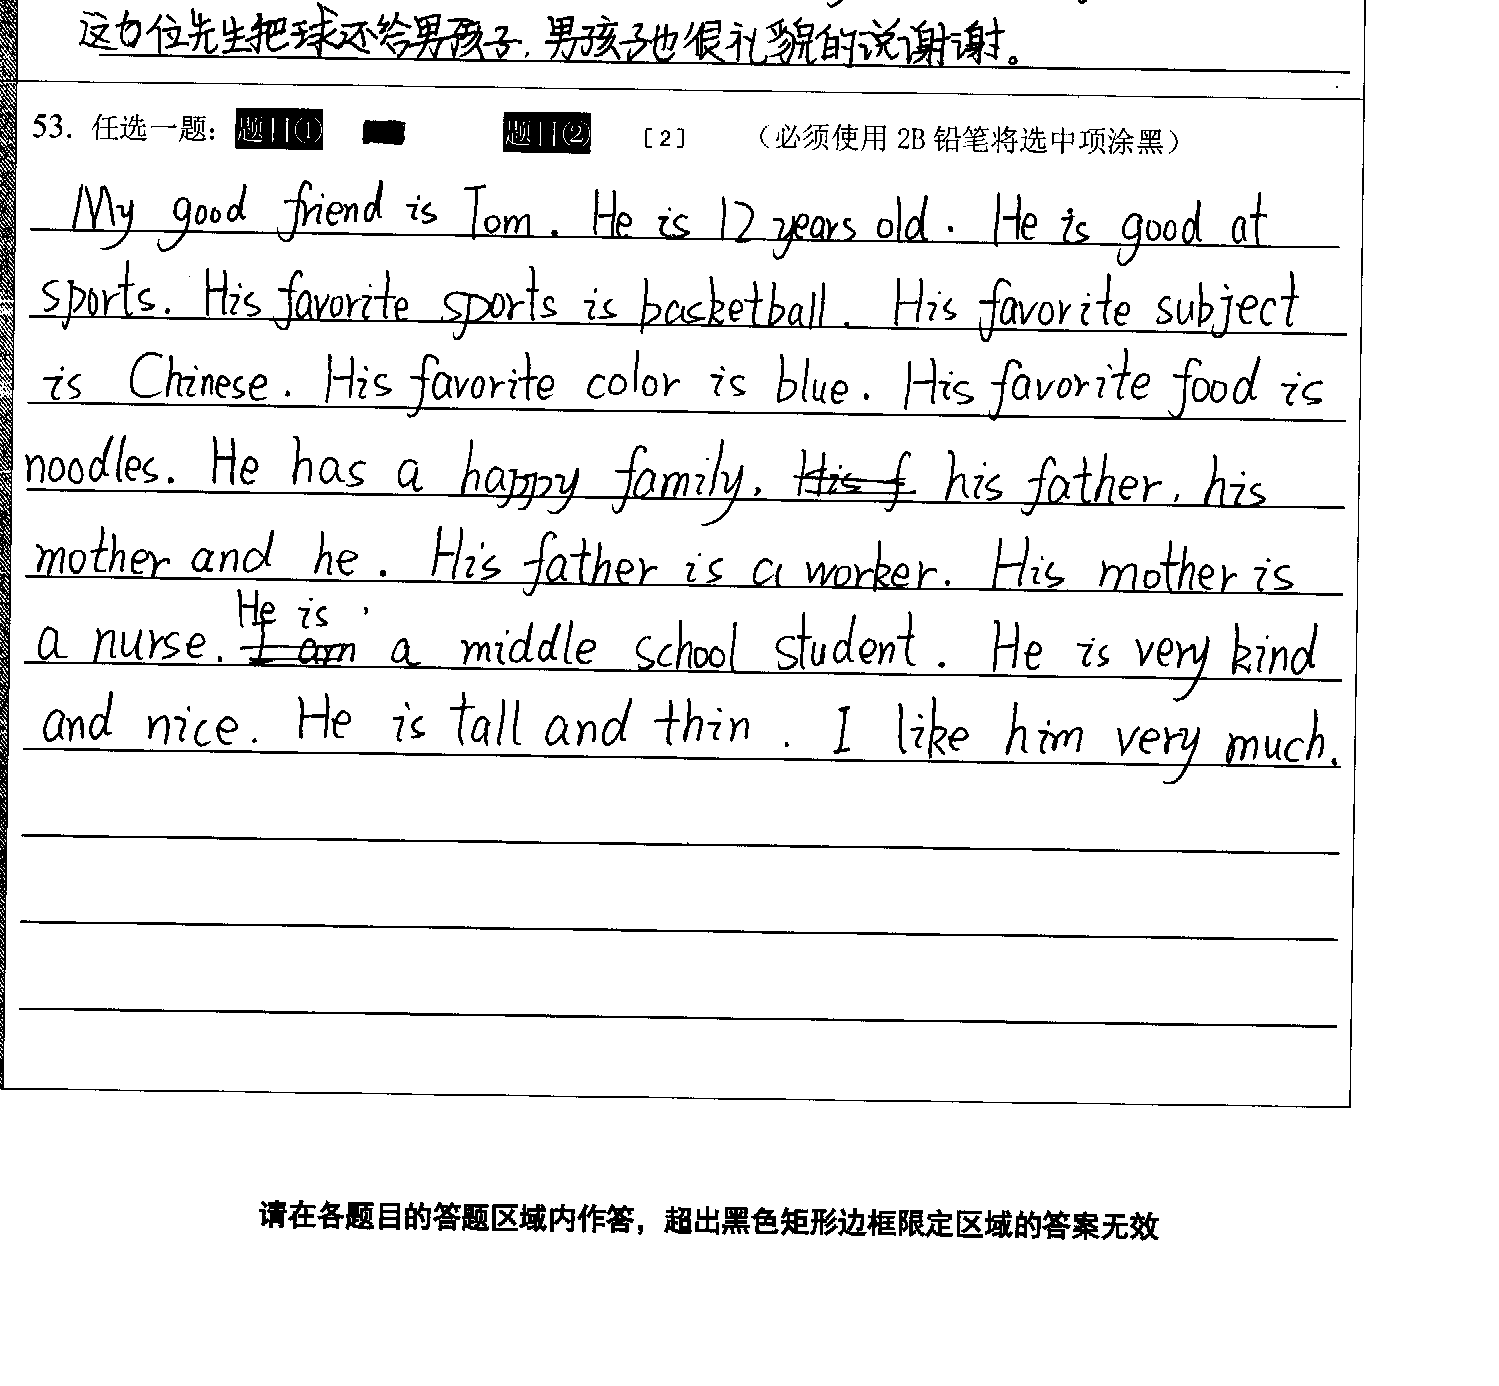 这位先生把球还给男孩子，男孩子也很礼貌的说谢谢。
53. 任选一题： 题目① 题目② [2] （必须使用 2B 铅笔将选中项涂黑）
My good friend is Tom. He is 12 years old. He is good at
sports. His favorite sports is basketball. His favorite subject
is Chinese. His favorite color is blue. His favorite food is
noodles. He has a happy family. his father, his
mother and he. His father is a worker. His mother is
a nurse. He is a middle school student. He is very kind
and nice. He is tall and thin. I like him very much.
请在各题目的答题区域内作答，超出黑色矩形边框限定区域的答案无效